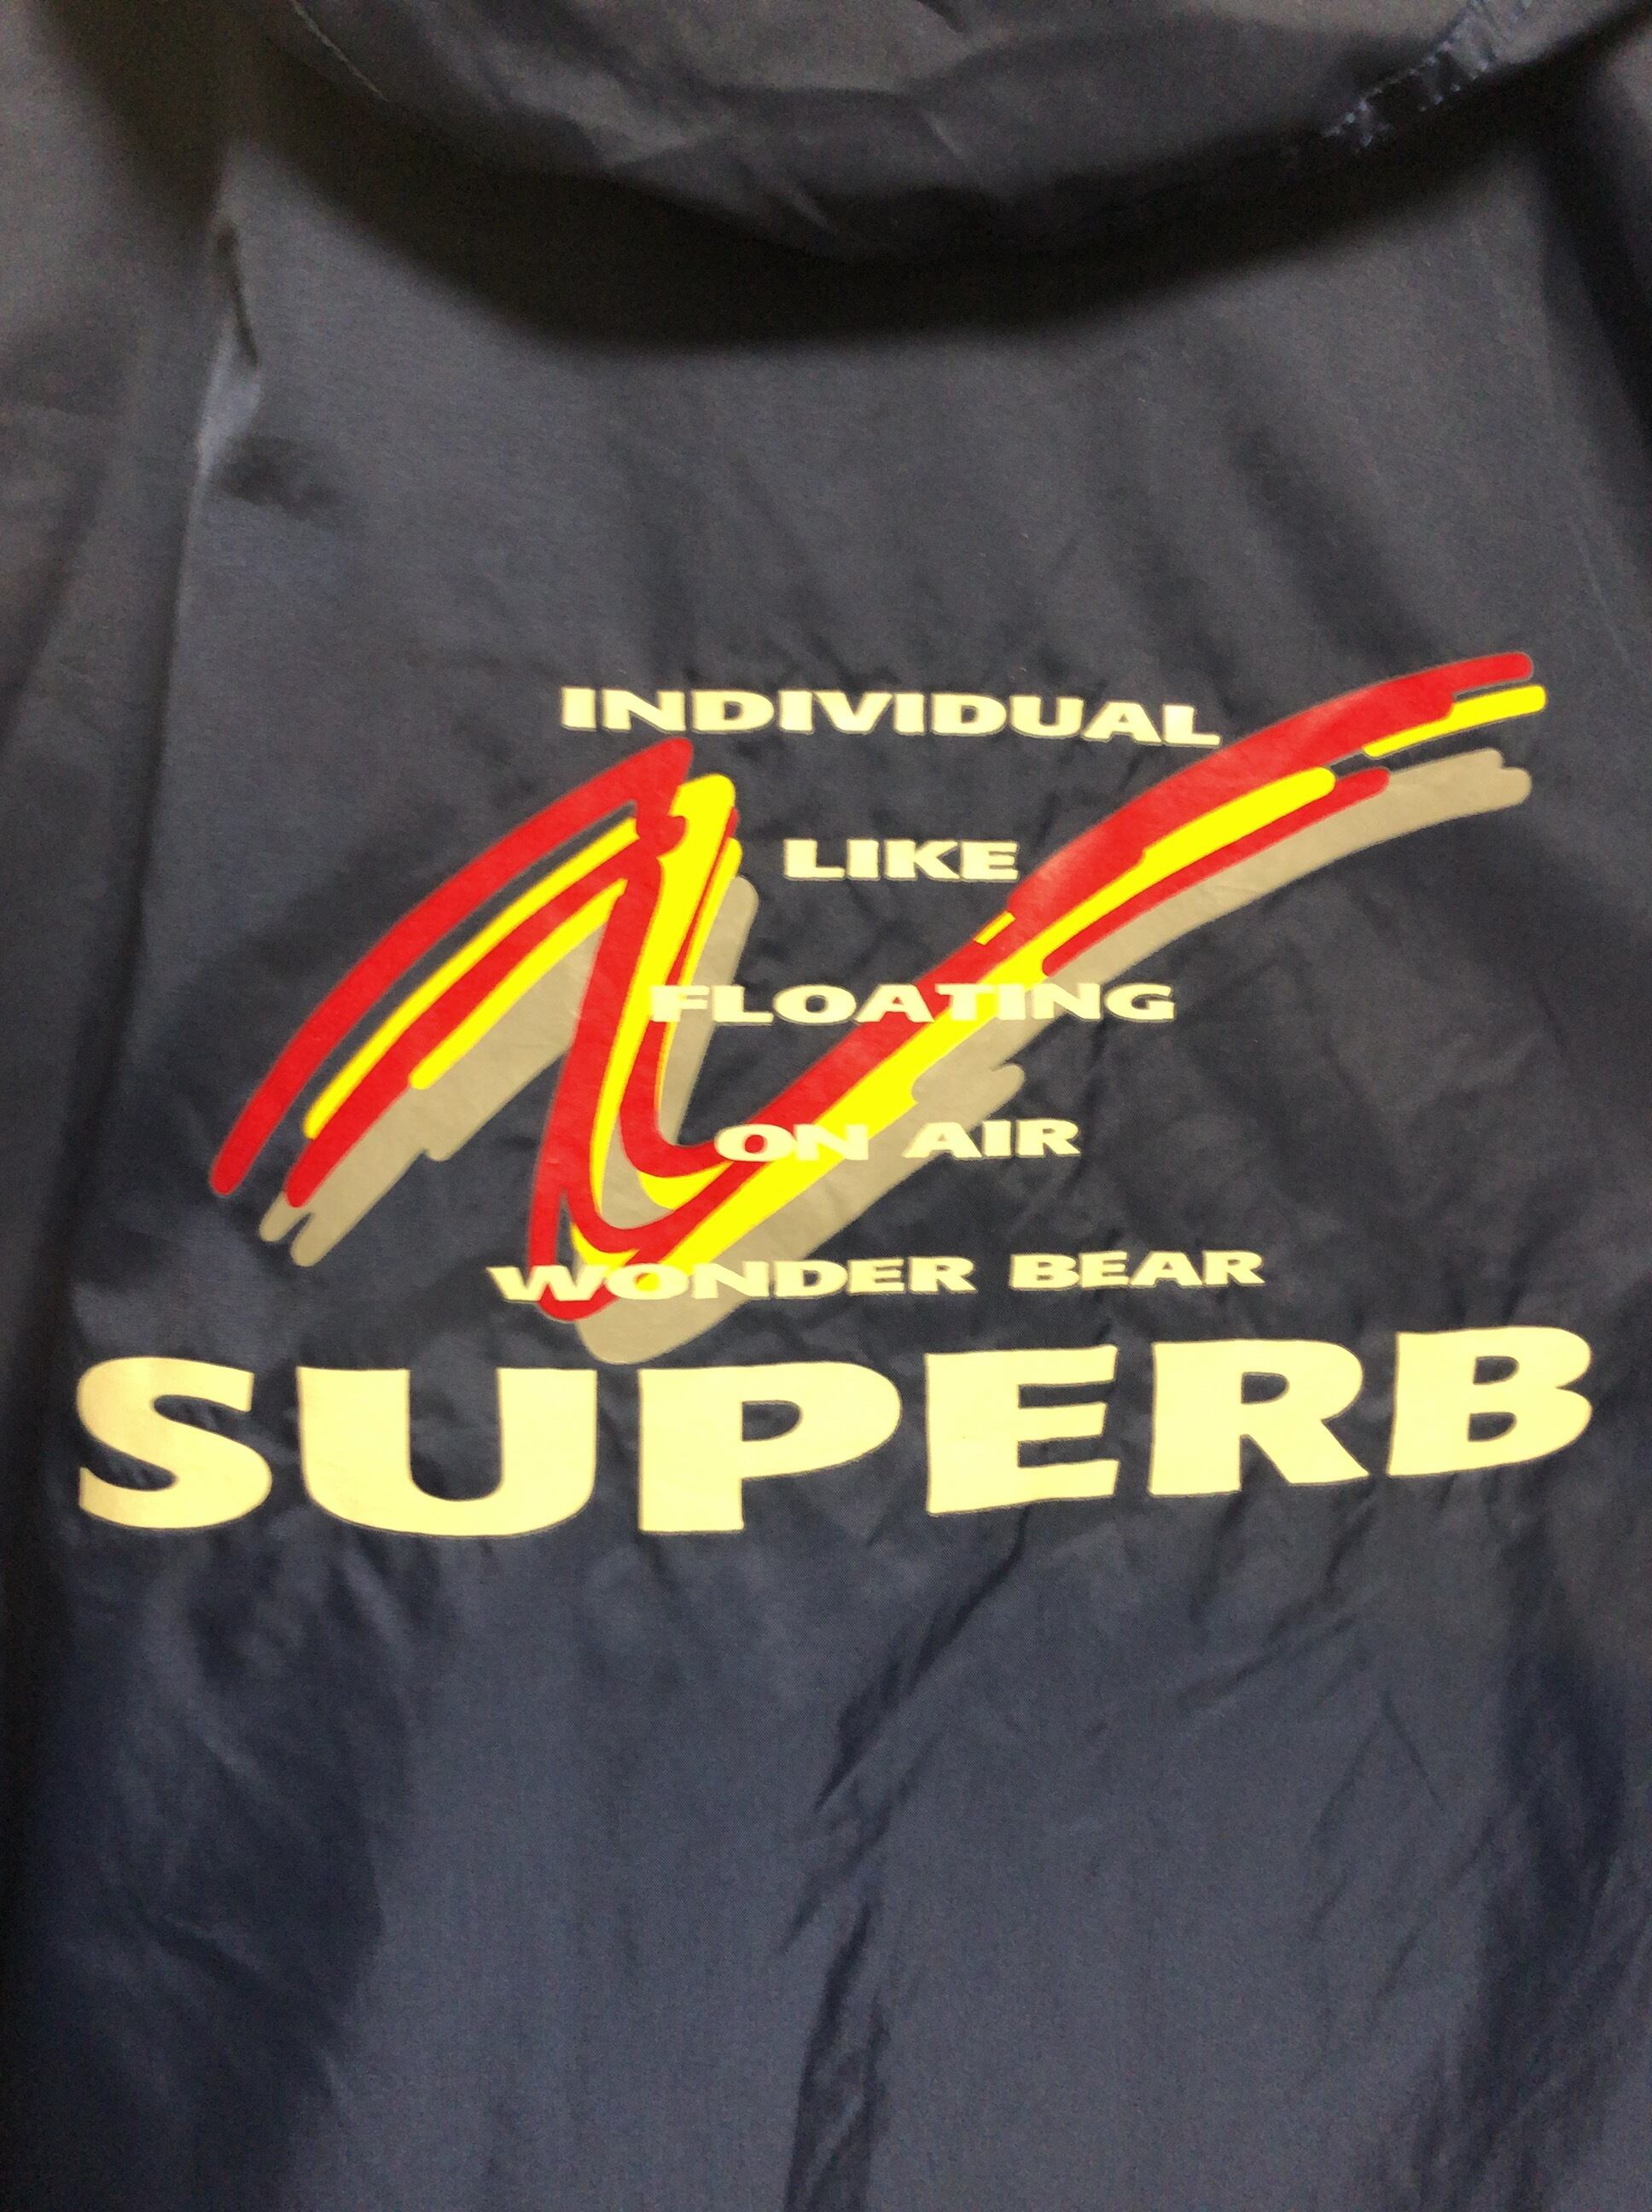 INDIVIDUAL
LIKE
FLOATING
ON AIR
WONDER BEAR
SUPERB